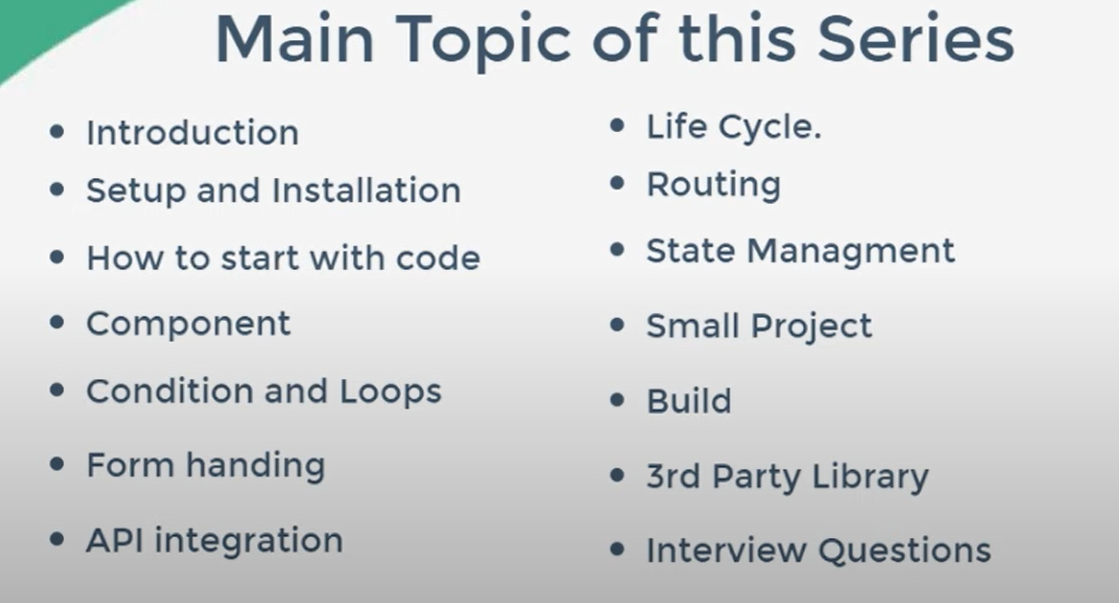 Main Topic of this Series
Introduction
Setup and Installation
How to start with code
Component
Condition and Loops
Form handing
API integration
Life Cycle.
Routing
State Managment
Small Project
Build
3rd Party Library
Interview Questions